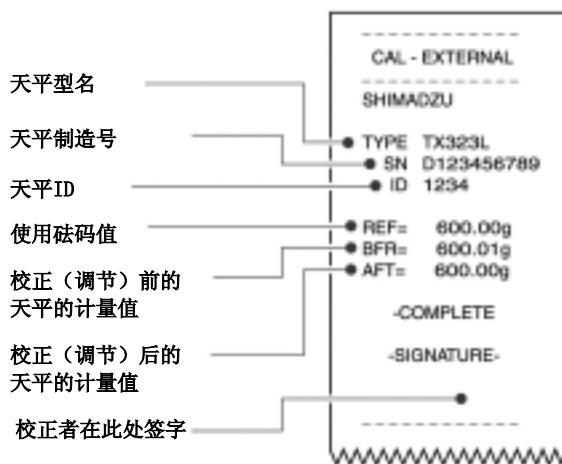 天平型名
天平制造号
天平ID
使用砝码值
校正（调节）前的
天平的计量值
校正（调节）后的
天平的计量值
校正者在此处签字
CAL - EXTERNAL
SHIMADZU
TYPE TX323L
SN D123456789
ID 1234
REF= 600.00g
BFR= 600.01g
AFT= 600.00g
-COMPLETE
-SIGNATURE-